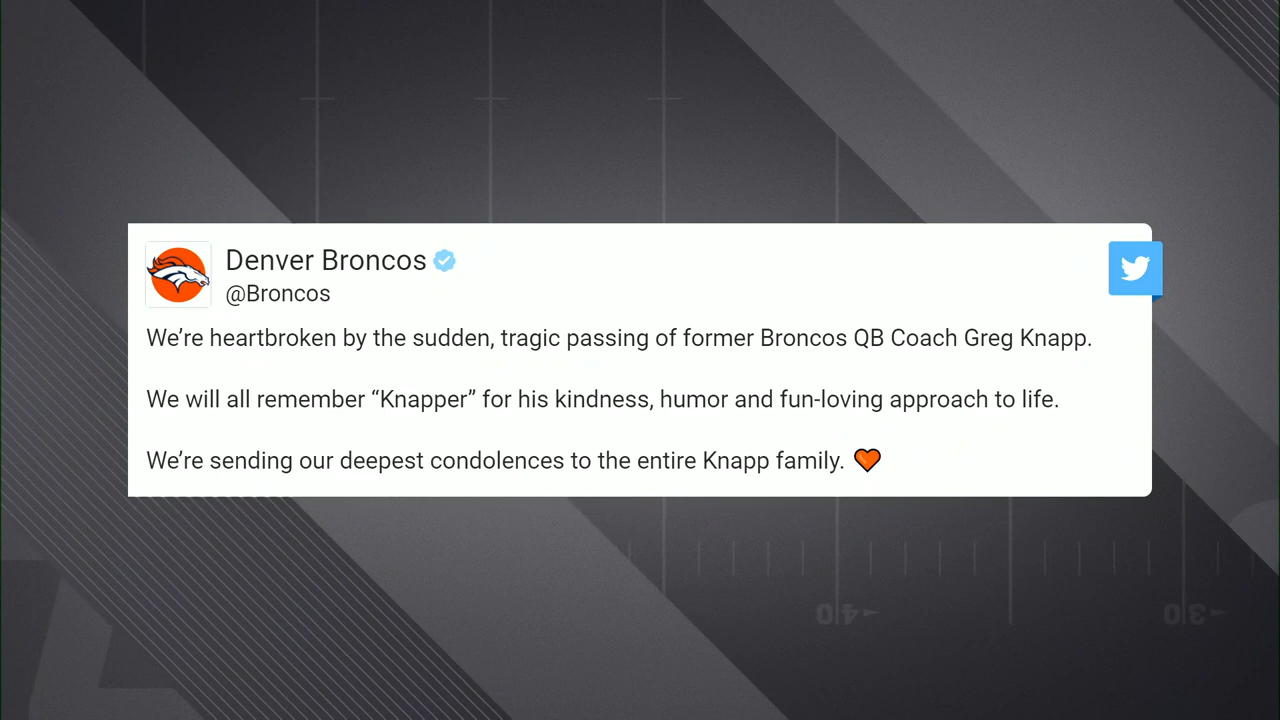 Denver Broncos
@Broncos
We’re heartbroken by the sudden, tragic passing of former Broncos QB Coach Greg Knapp.
We will all remember “Knapper” for his kindness, humor and fun-loving approach to life.
We’re sending our deepest condolences to the entire Knapp family. 🧡
40
30